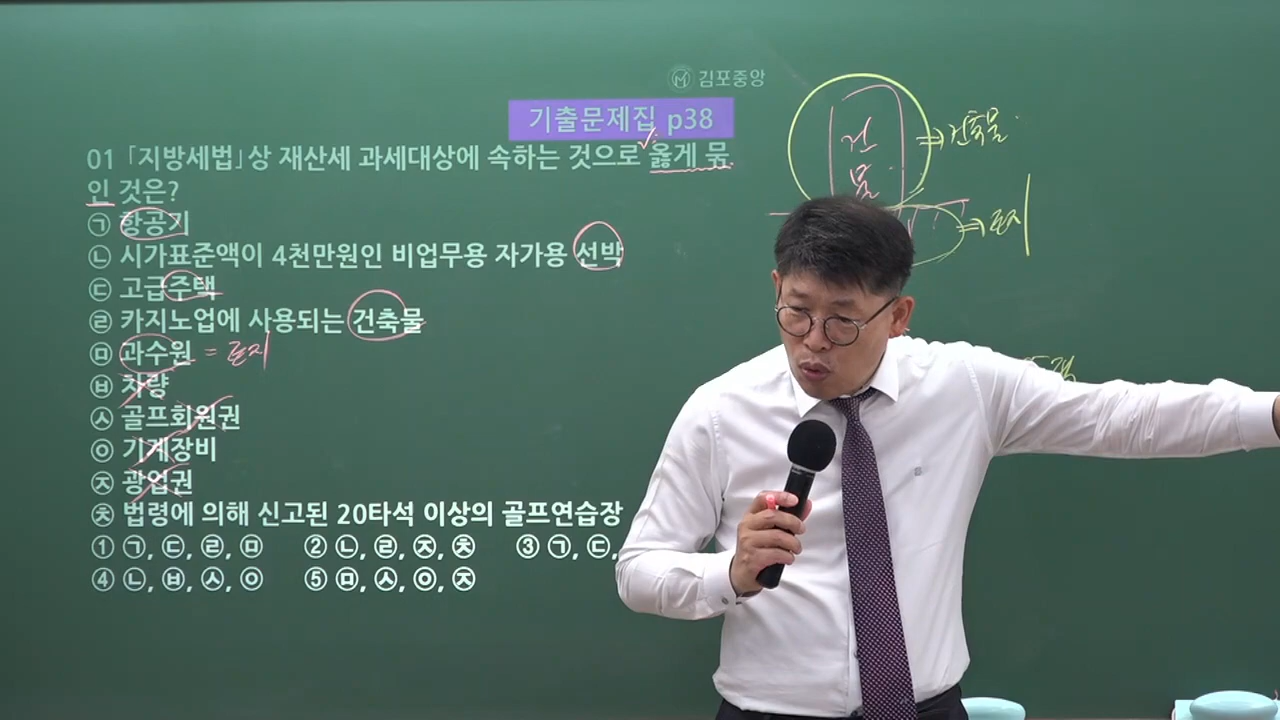 김포중앙
기출문제집 p38
01 「지방세법」상 재산세 과세대상에 속하는 것으로 옳게 묶
인 것은?
㉠ 항공기
㉡ 시가표준액이 4천만원인 비업무용 자가용 선박
㉢ 고급주택
㉣ 카지노업에 사용되는 건축물
㉤ 과수원 = 토지
㉥ 차량
㉦ 골프회원권
㉧ 기계장비
㉨ 광업권
㉩ 법령에 의해 신고된 20타석 이상의 골프연습장
① ㉠, ㉢, ㉣, ㉤ ② ㉡, ㉣, ㉨, ㉩ ③ ㉠, ㉢,
④ ㉡, ㉥, ㉦, ㉧ ⑤ ㉤, ㉦, ㉧, ㉨
건물
⇒ 건축물
⇒ 토지